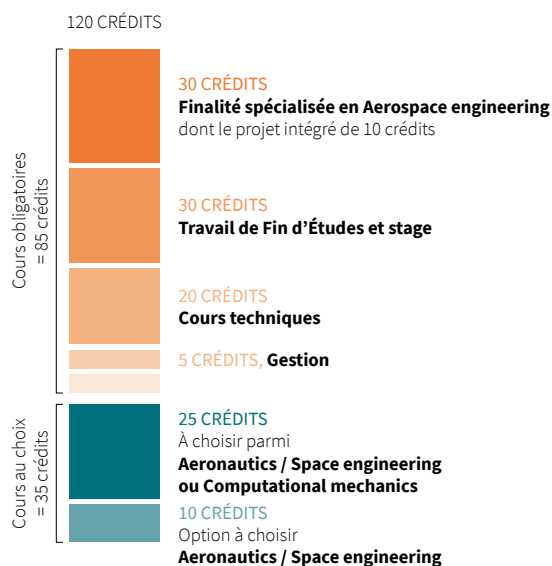 120 CRÉDITS
Cours obligatoires
= 85 crédits
30 CRÉDITS
Finalité spécialisée en Aerospace engineering
dont le projet intégré de 10 crédits
30 CRÉDITS
Travail de Fin d’Études et stage
20 CRÉDITS
Cours techniques
5 CRÉDITS, Gestion
Cours au choix
= 35 crédits
25 CRÉDITS
À choisir parmi
Aeronautics / Space engineering
ou Computational mechanics
10 CRÉDITS
Option à choisir
Aeronautics / Space engineering